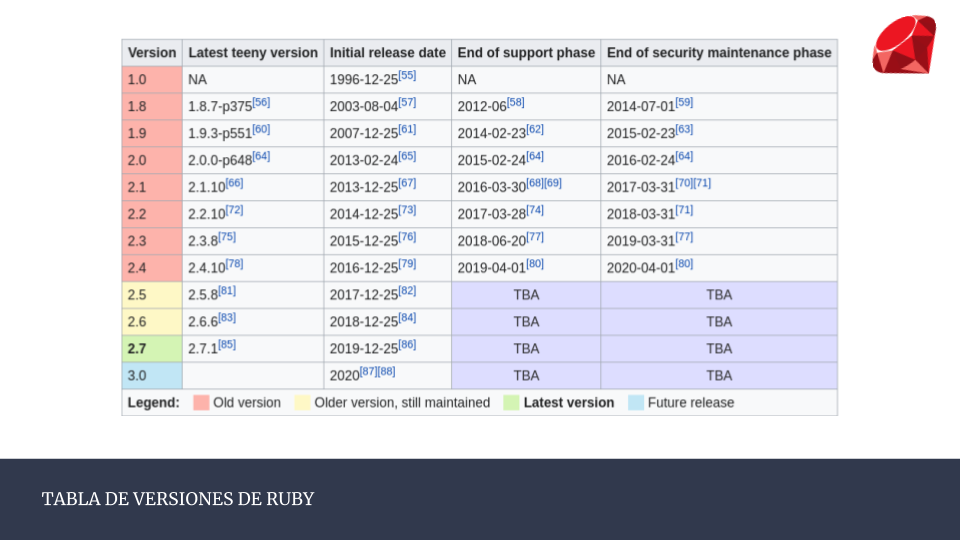 Version Latest teeny version Initial release date End of support phase End of security maintenance phase
1.0 NA 1996-12-25[55] NA NA
1.8 1.8.7-p375[56] 2003-08-04[57] 2012-06[58] 2014-07-01[59]
1.9 1.9.3-p551[60] 2007-12-25[61] 2014-02-23[62] 2015-02-23[63]
2.0 2.0.0-p648[64] 2013-02-24[65] 2015-02-24[64] 2016-02-24[64]
2.1 2.1.10[66] 2013-12-25[67] 2016-03-30[68][69] 2017-03-31[70][71]
2.2 2.2.10[72] 2014-12-25[73] 2017-03-28[74] 2018-03-31[71]
2.3 2.3.8[75] 2015-12-25[76] 2018-06-20[77] 2019-03-31[77]
2.4 2.4.10[78] 2016-12-25[79] 2019-04-01[80] 2020-04-01[80]
2.5 2.5.8[81] 2017-12-25[82] TBA TBA
2.6 2.6.6[83] 2018-12-25[84] TBA TBA
2.7 2.7.1[85] 2019-12-25[86] TBA TBA
3.0 2020[87][88] TBA TBA
Legend: Old version Older version, still maintained Latest version Future release
TABLA DE VERSIONES DE RUBY